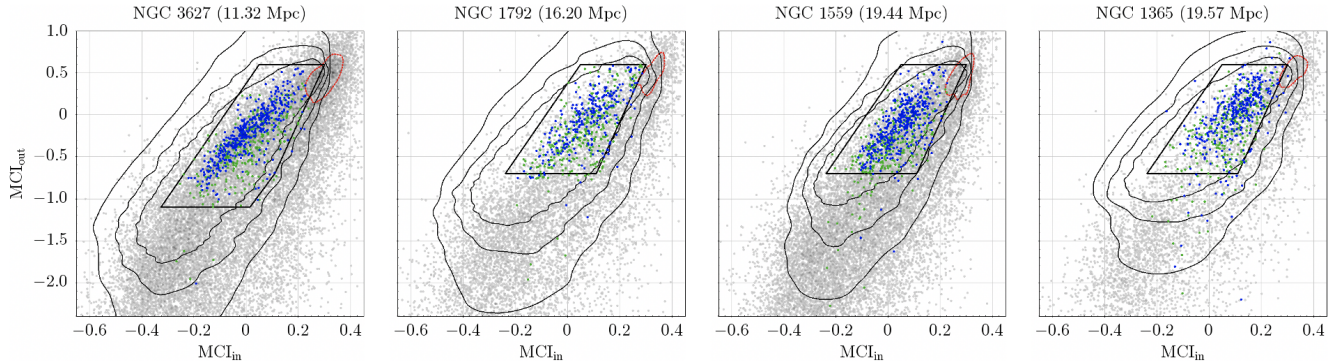 NGC 3627 (11.32 Mpc) NGC 1792 (16.20 Mpc) NGC 1559 (19.44 Mpc) NGC 1365 (19.57 Mpc)
1.0
0.5
0
−0.5
−1.0
−1.5
−2.0
MCI_out
−0.6 −0.4 −0.2 0 0.2 0.4 −0.6 −0.4 −0.2 0 0.2 0.4 −0.6 −0.4 −0.2 0 0.2 0.4 −0.6 −0.4 −0.2 0 0.2 0.4
MCI_in MCI_in MCI_in MCI_in